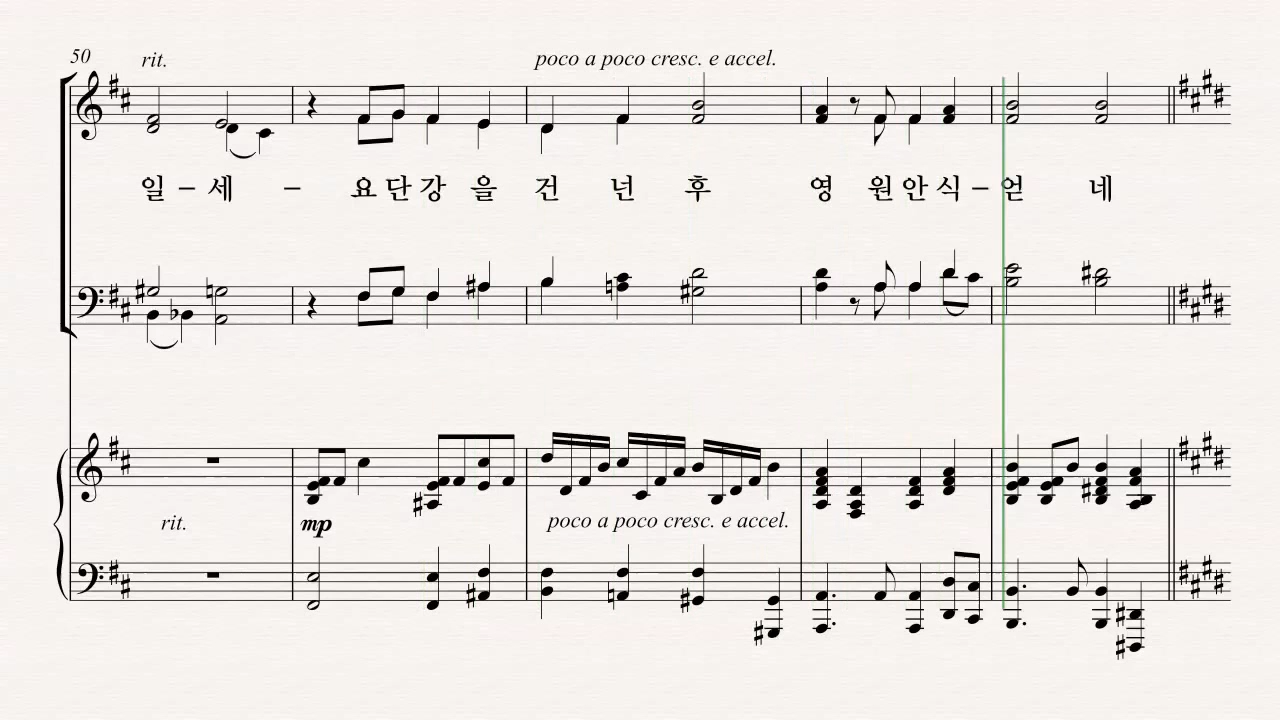 50 rit. poco a poco cresc. e accel.
일 – 세 – 요 단 강 을 건 넌 후 영 원 안 식 – 언 네
rit. mp poco a poco cresc. e accel.